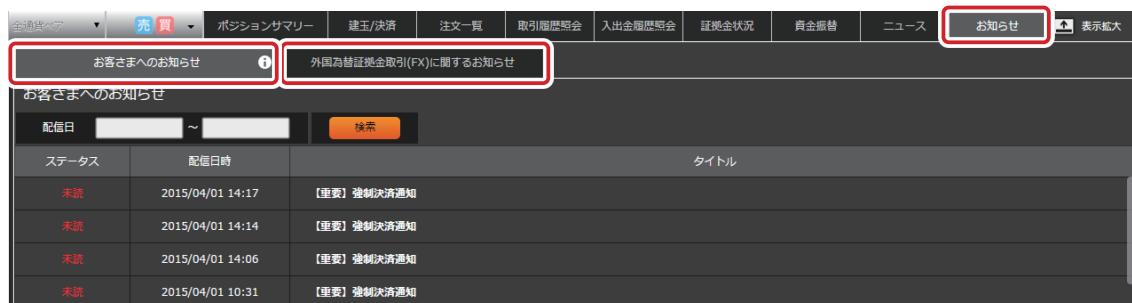 全通貨ペア 売 買 ポジションサマリー 建玉/決済 注文一覧 取引履歴照会 入出金履歴照会 証拠金状況 資金振替 ニュース お知らせ 表示拡大
お客さまへのお知らせ 外国為替証拠金取引(FX)に関するお知らせ
お客さまへのお知らせ
配信日 ～ 検索
ステータス 配信日時 タイトル
未読 2015/04/01 14:17 【重要】強制決済通知
未読 2015/04/01 14:14 【重要】強制決済通知
未読 2015/04/01 14:06 【重要】強制決済通知
未読 2015/04/01 10:31 【重要】強制決済通知